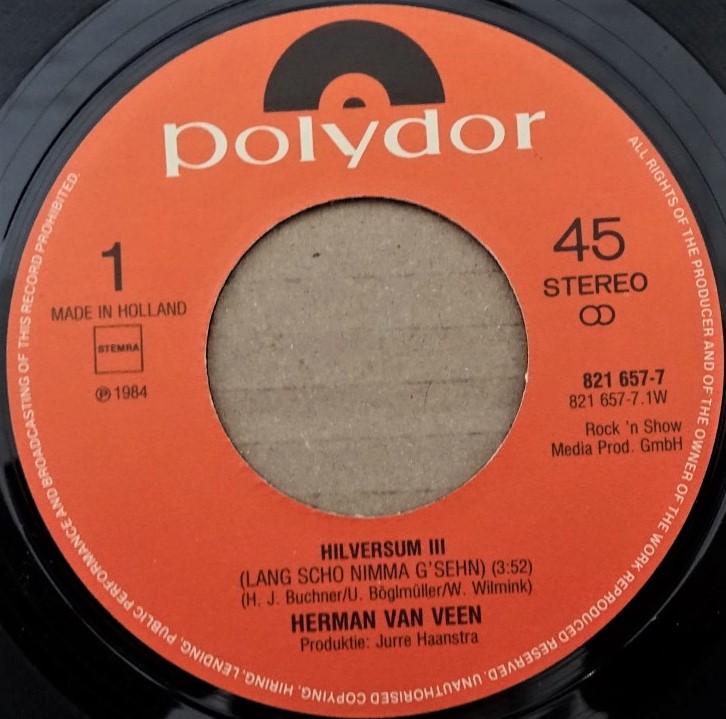 polydor
1
MADE IN HOLLAND
STEMRA
℗ 1984
45
STEREO
821 657-7
821 657-7.1W
Rock 'n Show
Media Prod. GmbH
HILVERSUM III
(LANG SCHO NIMMA G'SEHN) (3:52)
(H. J. Buchner/U. Böglmüller/W. Wilmink)
HERMAN VAN VEEN
Produktie: Jurre Haanstra
ALL RIGHTS OF THE PRODUCER AND OF THE OWNER OF THE WORK REPRODUCED RESERVED. UNAUTHORISED COPYING, HIRING, LENDING, PUBLIC PERFORMANCE AND BROADCASTING OF THIS RECORD PROHIBITED.